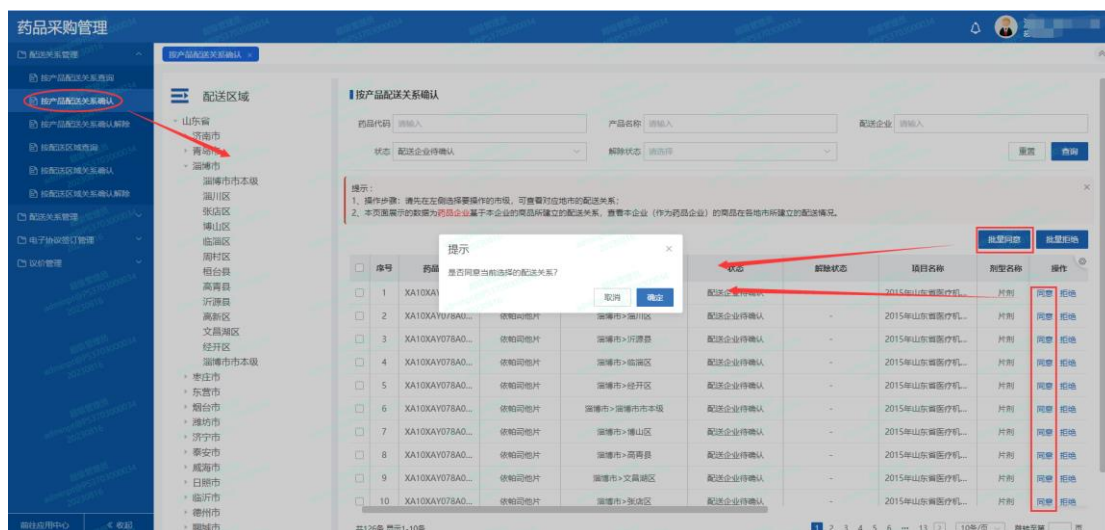 药品采购管理
配送关系管理
按产品配送关系查询
按产品配送关系确认
按产品配送关系确认解除
按配送区域查询
按配送区域关系确认
按配送区域关系确认解除
配送关系管理
电子协议签订管理
议价管理
前往应用中心 收起
按产品配送关系确认 ×
配送区域
山东省
济南市
青岛市
淄博市
淄博市市本级
淄川区
张店区
博山区
临淄区
周村区
桓台县
高青县
沂源县
高新区
文昌湖区
经开区
淄博市市本级
枣庄市
东营市
烟台市
潍坊市
济宁市
泰安市
威海市
日照市
临沂市
德州市
聊城市
按产品配送关系确认
药品代码 请输入 产品名称 请输入 配送企业 请输入
状态 配送企业待确认 解除状态 请选择 重置 查询
提示：
1、操作步骤：请先在左侧选择要操作的市级，可查看对应地市的配送关系；
2、本页面展示的数据为药品企业基于本企业的商品所建立的配送关系，查看本企业（作为药品企业）的商品在各地市所建立的配送情况。
批量同意 批量拒绝
序号 药品 状态 解除状态 项目名称 剂型名称 操作
1 XA10XAY 配送企业待确认 - 2015年山东省医疗机... 片剂 同意 拒绝
2 XA10XAY078A0... 依帕司他片 淄博市>淄川区 配送企业待确认 - 2015年山东省医疗机... 片剂 同意 拒绝
3 XA10XAY078A0... 依帕司他片 淄博市>沂源县 配送企业待确认 - 2015年山东省医疗机... 片剂 同意 拒绝
4 XA10XAY078A0... 依帕司他片 淄博市>临淄区 配送企业待确认 - 2015年山东省医疗机... 片剂 同意 拒绝
5 XA10XAY078A0... 依帕司他片 淄博市>经开区 配送企业待确认 - 2015年山东省医疗机... 片剂 同意 拒绝
6 XA10XAY078A0... 依帕司他片 淄博市>淄博市市本级 配送企业待确认 - 2015年山东省医疗机... 片剂 同意 拒绝
7 XA10XAY078A0... 依帕司他片 淄博市>博山区 配送企业待确认 - 2015年山东省医疗机... 片剂 同意 拒绝
8 XA10XAY078A0... 依帕司他片 淄博市>高青县 配送企业待确认 - 2015年山东省医疗机... 片剂 同意 拒绝
9 XA10XAY078A0... 依帕司他片 淄博市>文昌湖区 配送企业待确认 - 2015年山东省医疗机... 片剂 同意 拒绝
10 XA10XAY078A0... 依帕司他片 淄博市>张店区 配送企业待确认 - 2015年山东省医疗机... 片剂 同意 拒绝
共126条 显示1-10条 1 2 3 4 5 6 ... 13 10条/页 跳转至第 页
提示 ×
是否同意当前选择的配送关系？
取消 确定